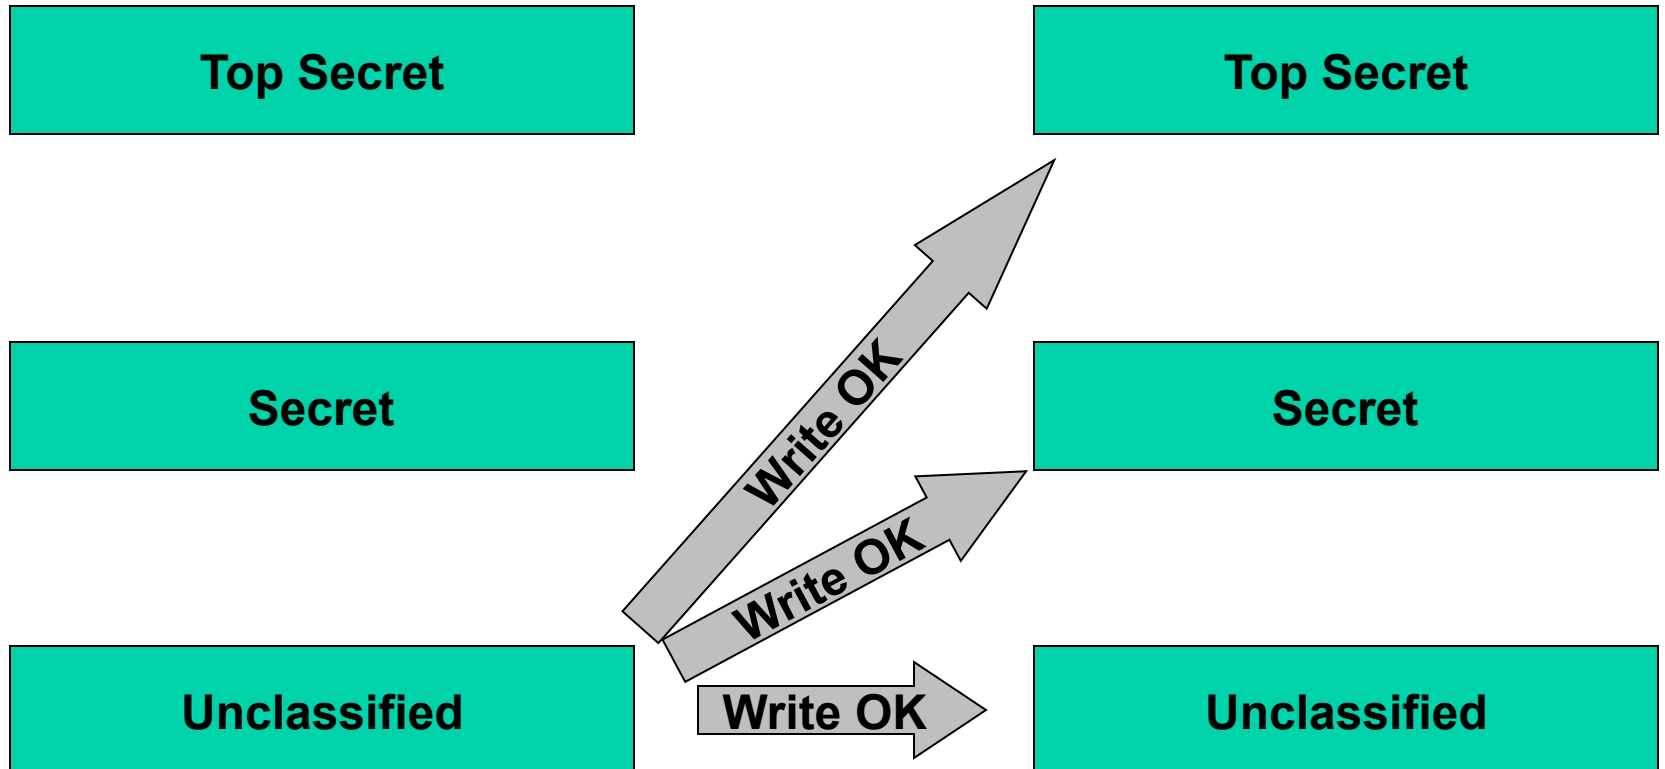 Top Secret
Top Secret
Write OK
Secret
Secret
Write OK
Unclassified
Write OK
Unclassified